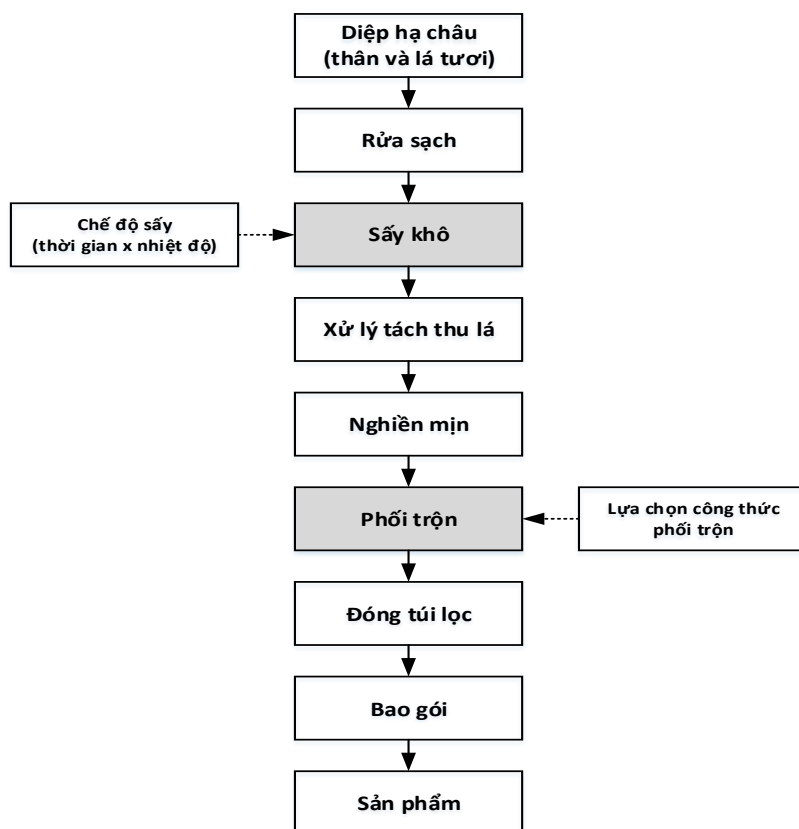 Diệp hạ châu
(thân và lá tươi)
Rửa sạch
Chế độ sấy
(thời gian x nhiệt độ)
Sấy khô
Xử lý tách thu lá
Nghiền mịn
Phối trộn
Lựa chọn công thức
phối trộn
Đóng túi lọc
Bao gói
Sản phẩm